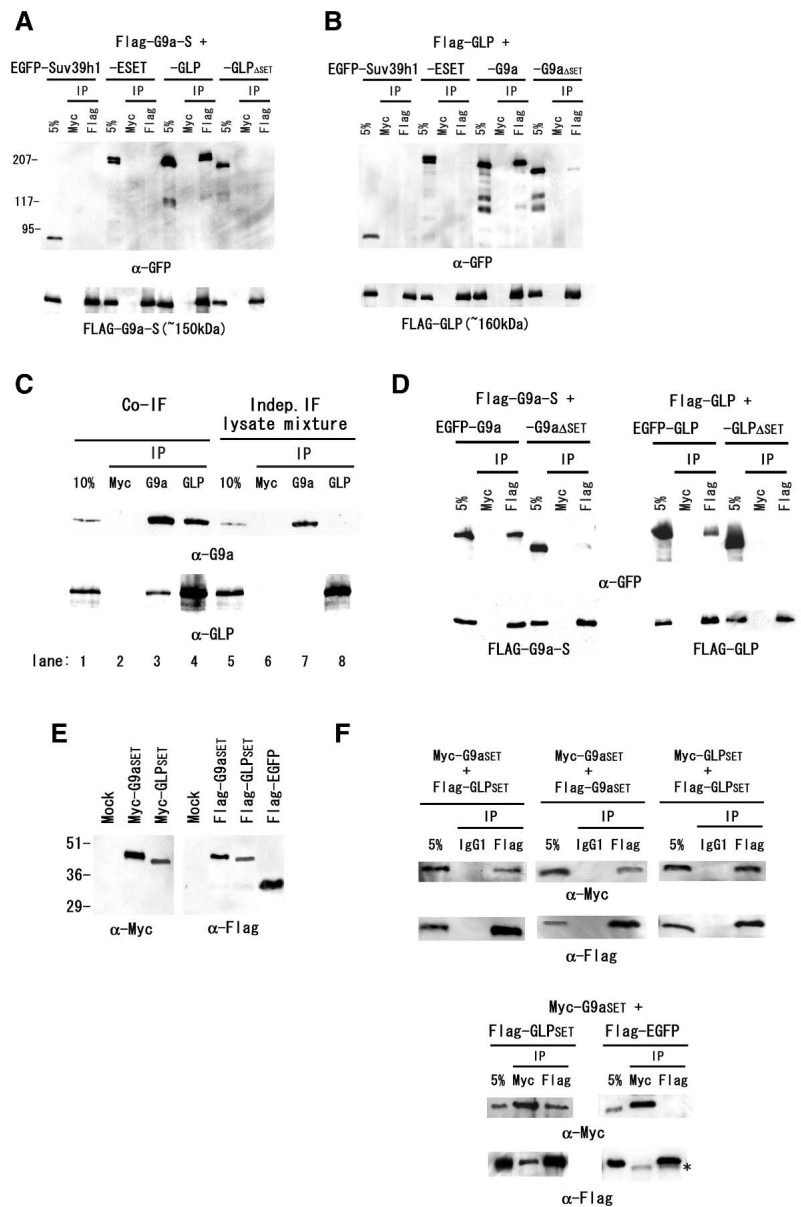 A
Flag-G9a-S +
EGFP-Suv39h1 -ESET -GLP -GLPΔSET
IP IP IP IP
5% Myc Flag 5% Myc Flag 5% Myc Flag 5% Myc Flag
207-
117-
95-
α-GFP
FLAG-G9a-S(~150kDa)
B
Flag-GLP +
EGFP-Suv39h1 -ESET -G9a -G9aΔSET
IP IP IP IP
5% Myc Flag 5% Myc Flag 5% Myc Flag 5% Myc Flag
α-GFP
FLAG-GLP(~160kDa)
C
Co-IF Indep. IF
lysate mixture
IP IP
10% Myc G9a GLP 10% Myc G9a GLP
α-G9a
α-GLP
lane: 1 2 3 4 5 6 7 8
D
Flag-G9a-S + Flag-GLP +
EGFP-G9a -G9aΔSET EGFP-GLP -GLPΔSET
IP IP IP IP
5% Myc Flag 5% Myc Flag 5% Myc Flag 5% Myc Flag
α-GFP
FLAG-G9a-S FLAG-GLP
E
Mock Myc-G9aSET Myc-GLPSET Mock Flag-G9aSET Flag-GLPSET Flag-EGFP
51-
36-
29-
α-Myc α-Flag
F
Myc-G9aSET Myc-G9aSET Myc-GLPSET
+ + +
Flag-GLPSET Flag-G9aSET Flag-GLPSET
IP IP IP
5% IgG1 Flag 5% IgG1 Flag 5% IgG1 Flag
α-Myc
α-Flag
Myc-G9aSET +
Flag-GLPSET Flag-EGFP
IP IP
5% Myc Flag 5% Myc Flag
α-Myc
*
α-Flag